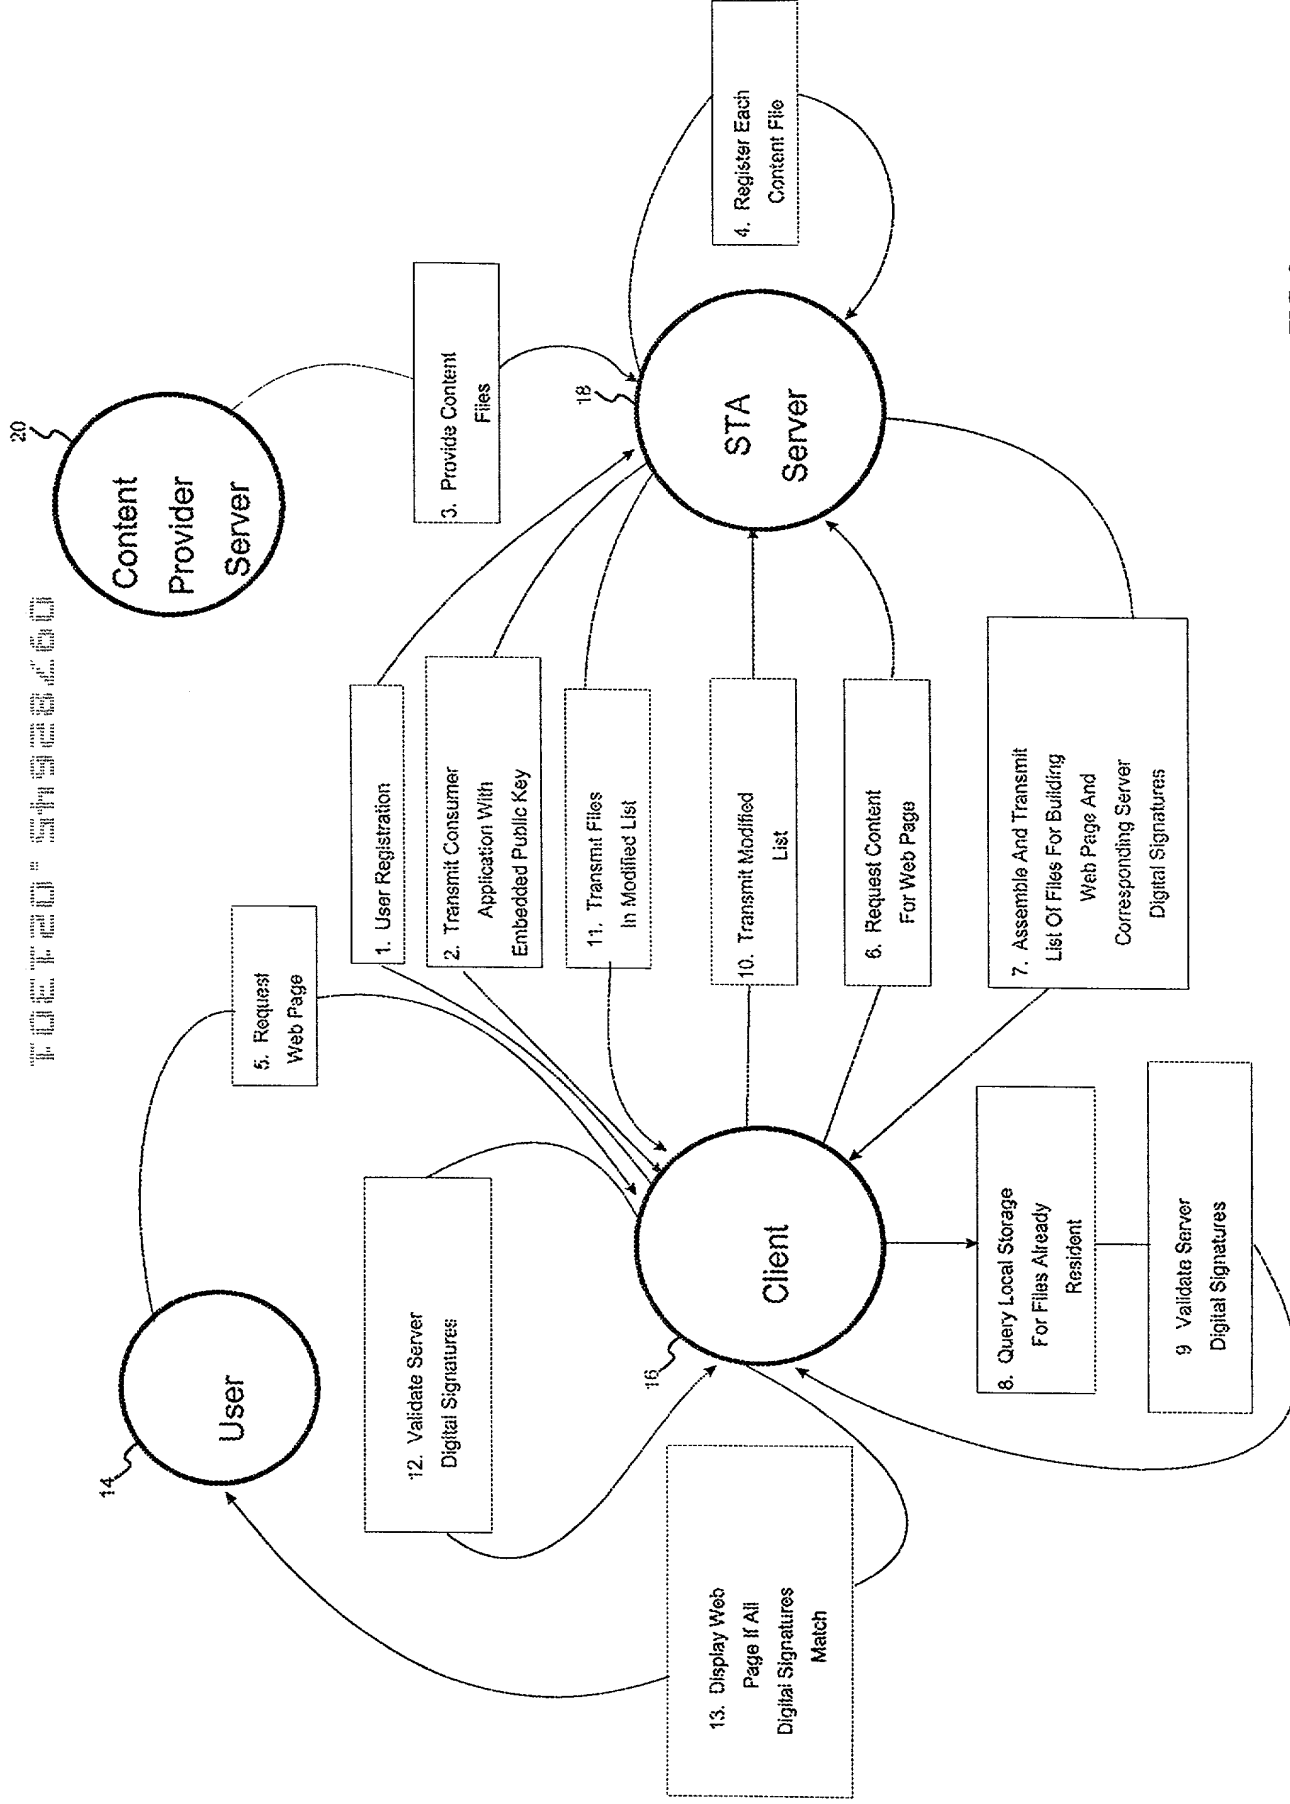 20
Content
Provider
Server
3. Provide Content
Files
4. Register Each
Content File
18
STA
Server
1. User Registration
2. Transmit Consumer
Application With
Embedded Public Key
11. Transmit Files
In Modified List
10. Transmit Modified
List
6. Request Content
For Web Page
7. Assemble And Transmit
List Of Files For Building
Web Page And
Corresponding Server
Digital Signatures
5. Request
Web Page
14
User
12. Validate Server
Digital Signatures
16
Client
8. Query Local Storage
For Files Already
Resident
9 Validate Server
Digital Signatures
13. Display Web
Page If All
Digital Signatures
Match